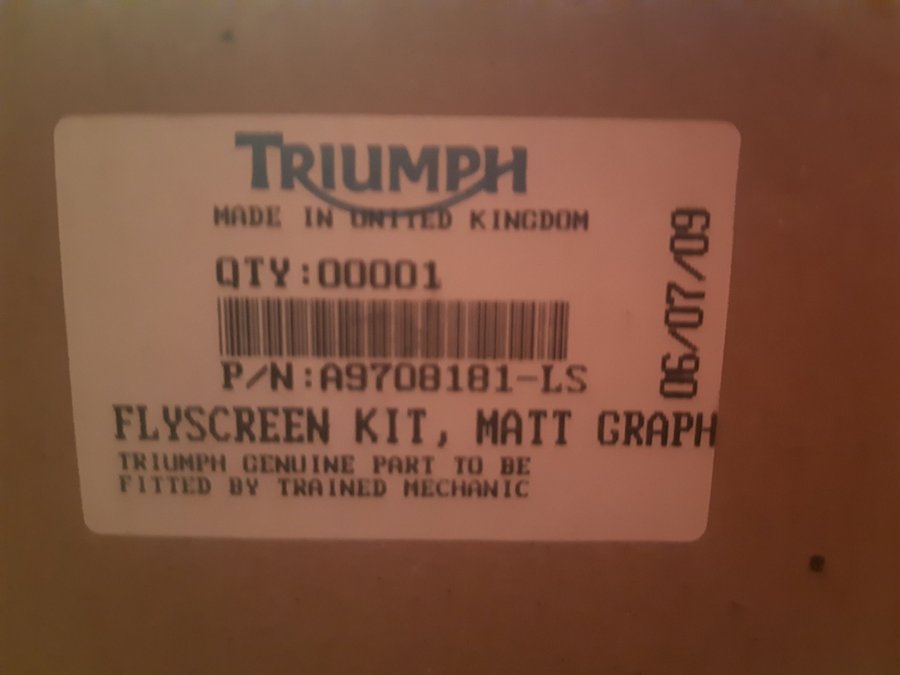 TRIUMPH
MADE IN UNITED KINGDOM
QTY:00001
P/N:A9708181-LS
FLYSCREEN KIT, MATT GRAPH
TRIUMPH GENUINE PART TO BE
FITTED BY TRAINED MECHANIC
06/07/09